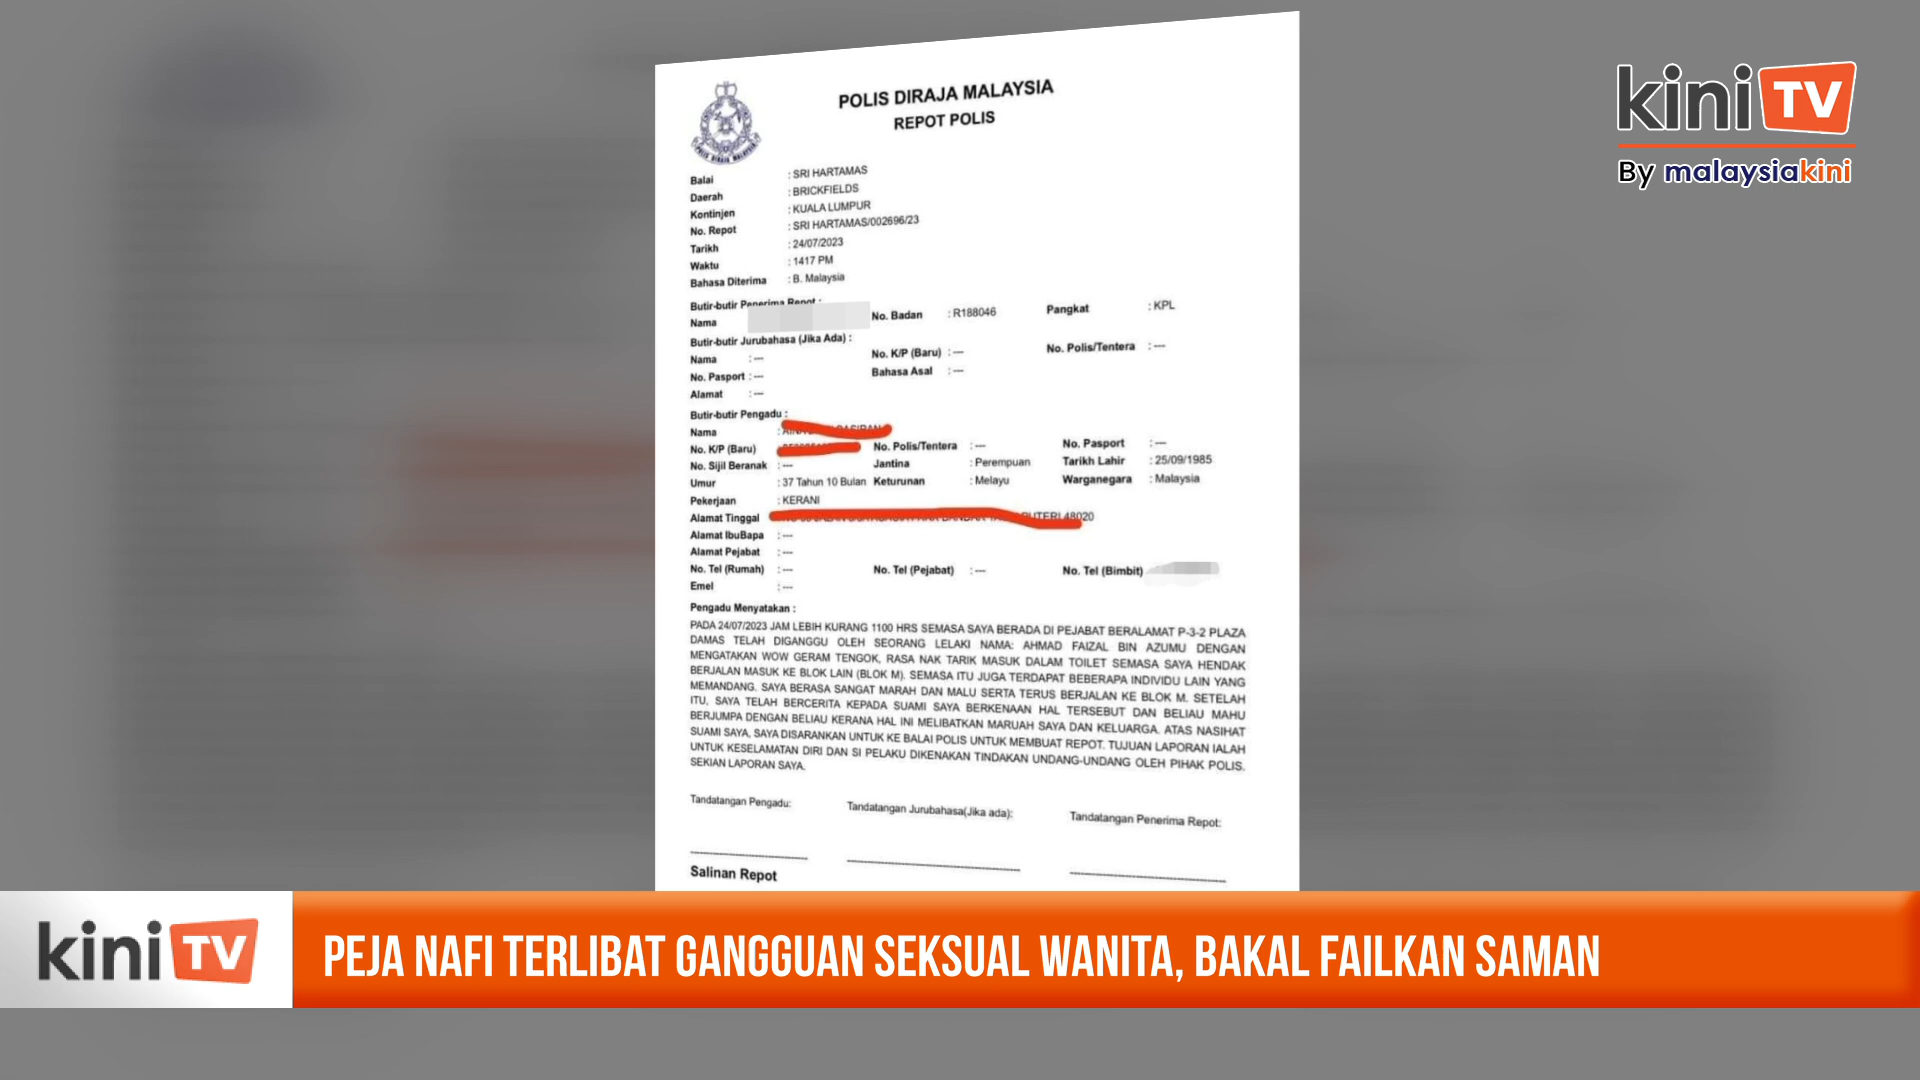 POLIS DIRAJA MALAYSIA
REPOT POLIS
POLIS DIRAJA MALAYSIA
kini TV
By malaysiakini
Balai : SRI HARTAMAS
Daerah : BRICKFIELDS
Kontinjen : KUALA LUMPUR
No. Repot : SRI HARTAMAS/002696/23
Tarikh : 24/07/2023
Waktu : 1417 PM
Bahasa Diterima : B. Malaysia
Butir-butir Penerima Repot :
Nama No. Badan : R188046 Pangkat : KPL
Butir-butir Jurubahasa (Jika Ada) :
Nama : --- No. K/P (Baru) : --- No. Polis/Tentera : ---
No. Pasport : --- Bahasa Asal : ---
Alamat : ---
Butir-butir Pengadu :
Nama :
No. K/P (Baru) : No. Polis/Tentera : --- No. Pasport : ---
No. Sijil Beranak : --- Jantina : Perempuan Tarikh Lahir : 25/09/1985
Umur : 37 Tahun 10 Bulan Keturunan : Melayu Warganegara : Malaysia
Pekerjaan : KERANI
Alamat Tinggal 48020
Alamat IbuBapa : ---
Alamat Pejabat : ---
No. Tel (Rumah) : --- No. Tel (Pejabat) : --- No. Tel (Bimbit)
Emel : ---
Pengadu Menyatakan :
PADA 24/07/2023 JAM LEBIH KURANG 1100 HRS SEMASA SAYA BERADA DI PEJABAT BERALAMAT P-3-2 PLAZA
DAMAS TELAH DIGANGGU OLEH SEORANG LELAKI NAMA: AHMAD FAIZAL BIN AZUMU DENGAN
MENGATAKAN WOW GERAM TENGOK, RASA NAK TARIK MASUK DALAM TOILET SEMASA SAYA HENDAK
BERJALAN MASUK KE BLOK LAIN (BLOK M). SEMASA ITU JUGA TERDAPAT BEBERAPA INDIVIDU LAIN YANG
MEMANDANG. SAYA BERASA SANGAT MARAH DAN MALU SERTA TERUS BERJALAN KE BLOK M. SETELAH
ITU, SAYA TELAH BERCERITA KEPADA SUAMI SAYA BERKENAAN HAL TERSEBUT DAN BELIAU MAHU
BERJUMPA DENGAN BELIAU KERANA HAL INI MELIBATKAN MARUAH SAYA DAN KELUARGA. ATAS NASIHAT
SUAMI SAYA, SAYA DISARANKAN UNTUK KE BALAI POLIS UNTUK MEMBUAT REPOT. TUJUAN LAPORAN IALAH
UNTUK KESELAMATAN DIRI DAN SI PELAKU DIKENAKAN TINDAKAN UNDANG-UNDANG OLEH PIHAK POLIS.
SEKIAN LAPORAN SAYA.
Tandatangan Pengadu: Tandatangan Jurubahasa(Jika ada): Tandatangan Penerima Repot:
Salinan Repot
kini TV
PEJA NAFI TERLIBAT GANGGUAN SEKSUAL WANITA, BAKAL FAILKAN SAMAN